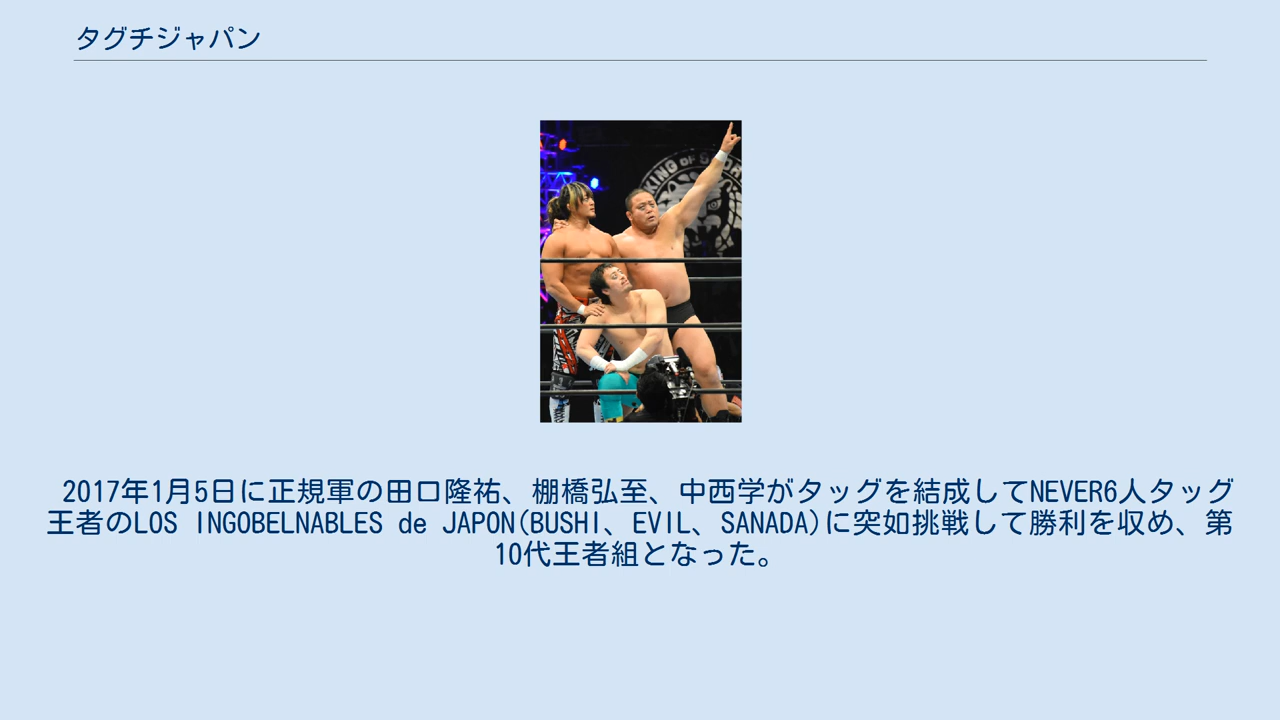 タグチジャパン
KING OF SPOR
2017年1月5日に正規軍の田口隆祐、棚橋弘至、中西学がタッグを結成してNEVER6人タッグ
王者のLOS INGOBELNABLES de JAPON(BUSHI、EVIL、SANADA)に突如挑戦して勝利を収め、第
10代王者組となった。